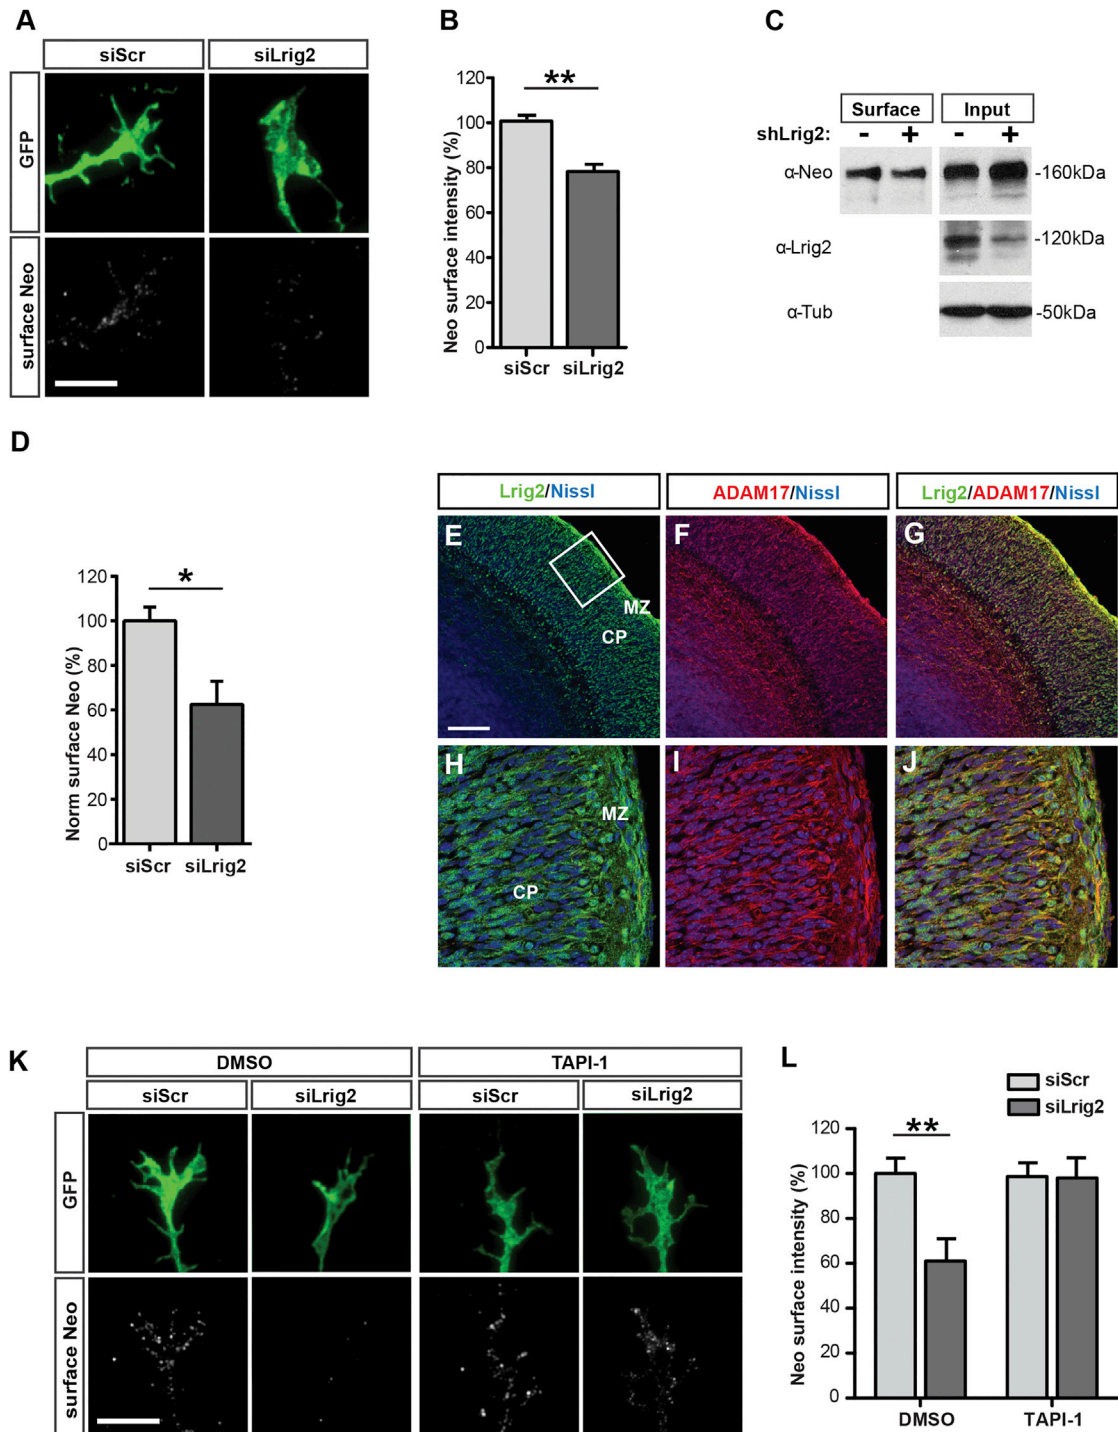 A
siScr siLrig2
GFP
surface Neo
B
Neo surface intensity (%)
120
100
80
60
40
20
0
**
siScr siLrig2
C
Surface Input
shLrig2: - + - +
α-Neo -160kDa
α-Lrig2 -120kDa
α-Tub -50kDa
D
Norm surface Neo (%)
120
100
80
60
40
20
0
*
siScr siLrig2
Lrig2/Nissl ADAM17/Nissl Lrig2/ADAM17/Nissl
E F G
MZ
CP
H I J
MZ
CP
K
DMSO TAPI-1
siScr siLrig2 siScr siLrig2
GFP
surface Neo
L
siScr
siLrig2
Neo surface intensity (%)
120
100
80
60
40
20
0
**
DMSO TAPI-1